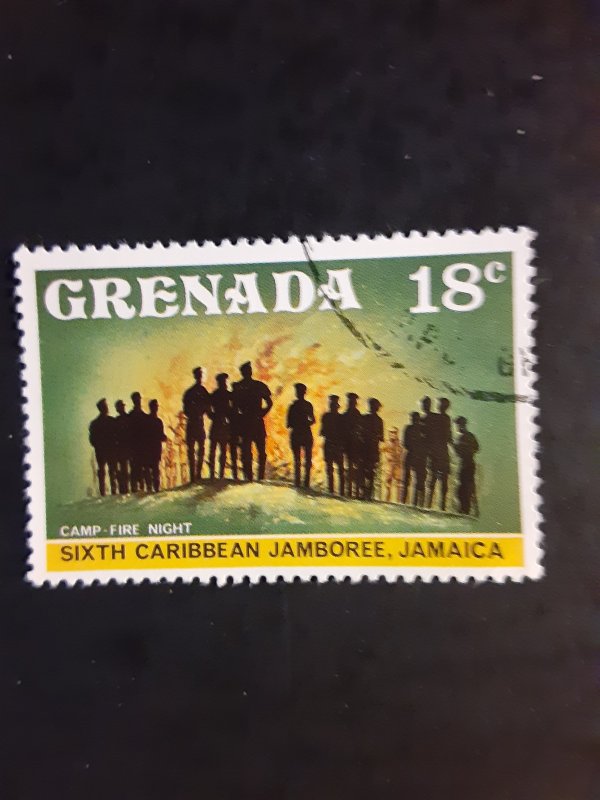 GRENADA 18c
CAMP-FIRE NIGHT
SIXTH CARIBBEAN JAMBOREE, JAMAICA